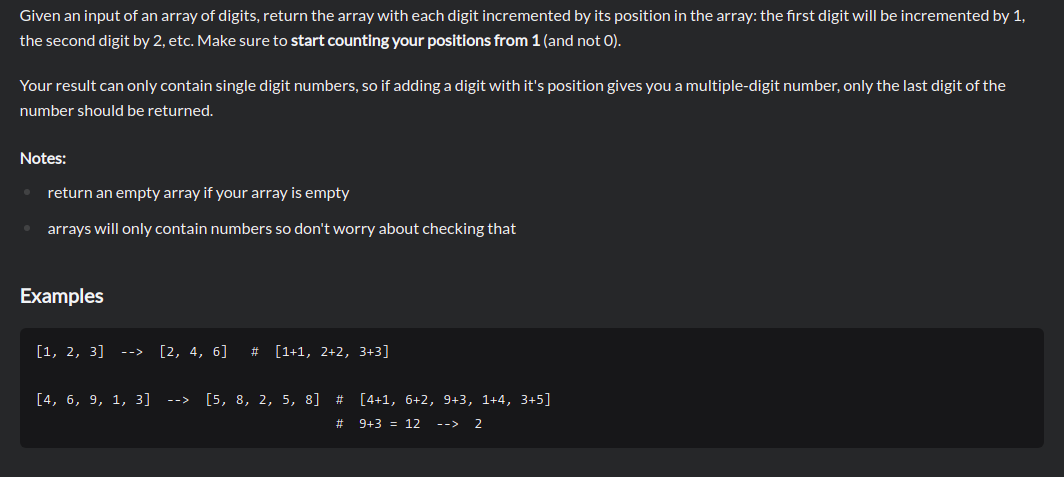 Given an input of an array of digits, return the array with each digit incremented by its position in the array: the first digit will be incremented by 1,
the second digit by 2, etc. Make sure to start counting your positions from 1 (and not 0).
Your result can only contain single digit numbers, so if adding a digit with it's position gives you a multiple-digit number, only the last digit of the
number should be returned.
Notes:
return an empty array if your array is empty
arrays will only contain numbers so don't worry about checking that
Examples
[1, 2, 3]  -->  [2, 4, 6]   #  [1+1, 2+2, 3+3]
[4, 6, 9, 1, 3]  -->  [5, 8, 2, 5, 8]  #  [4+1, 6+2, 9+3, 1+4, 3+5]
#  9+3 = 12  -->  2